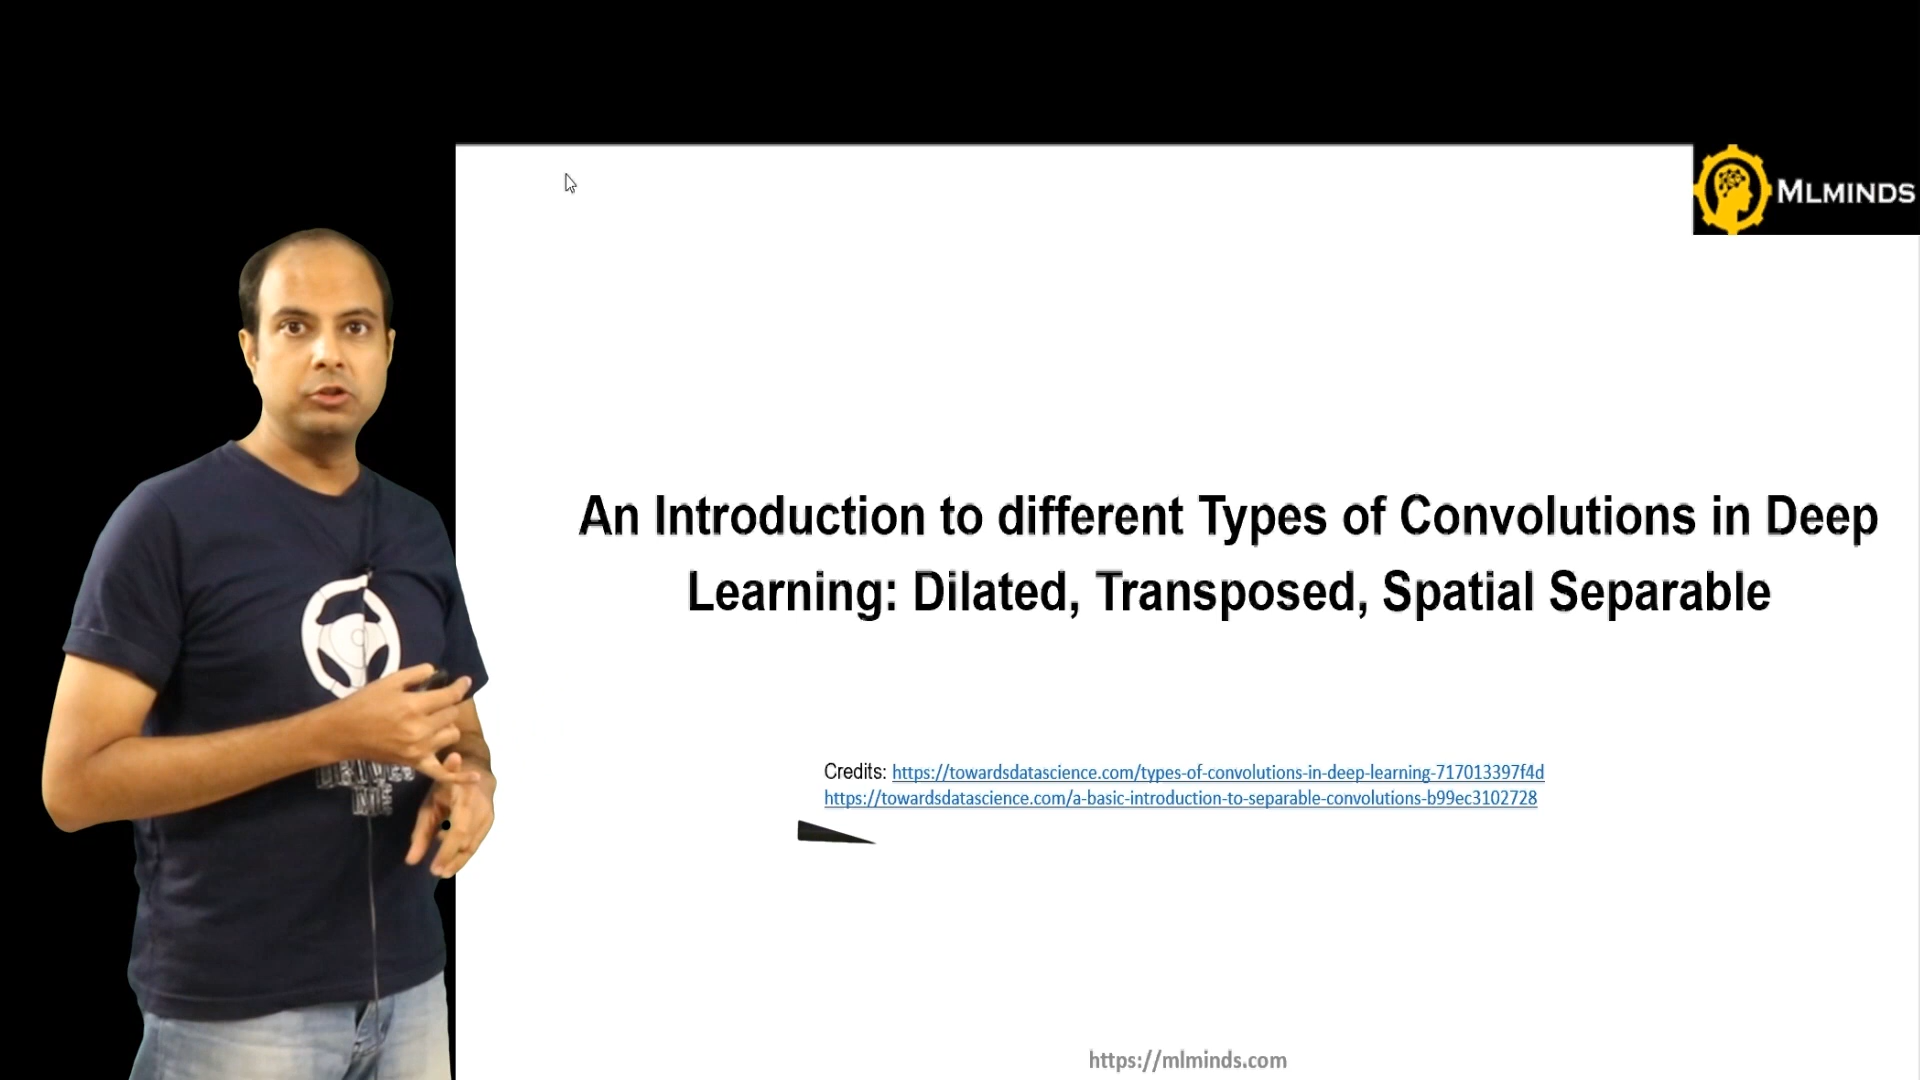 MLMINDS
An Introduction to different Types of Convolutions in Deep
Learning: Dilated, Transposed, Spatial Separable
Credits: https://towardsdatascience.com/types-of-convolutions-in-deep-learning-717013397f4d
https://towardsdatascience.com/a-basic-introduction-to-separable-convolutions-b99ec3102728
https://mlminds.com